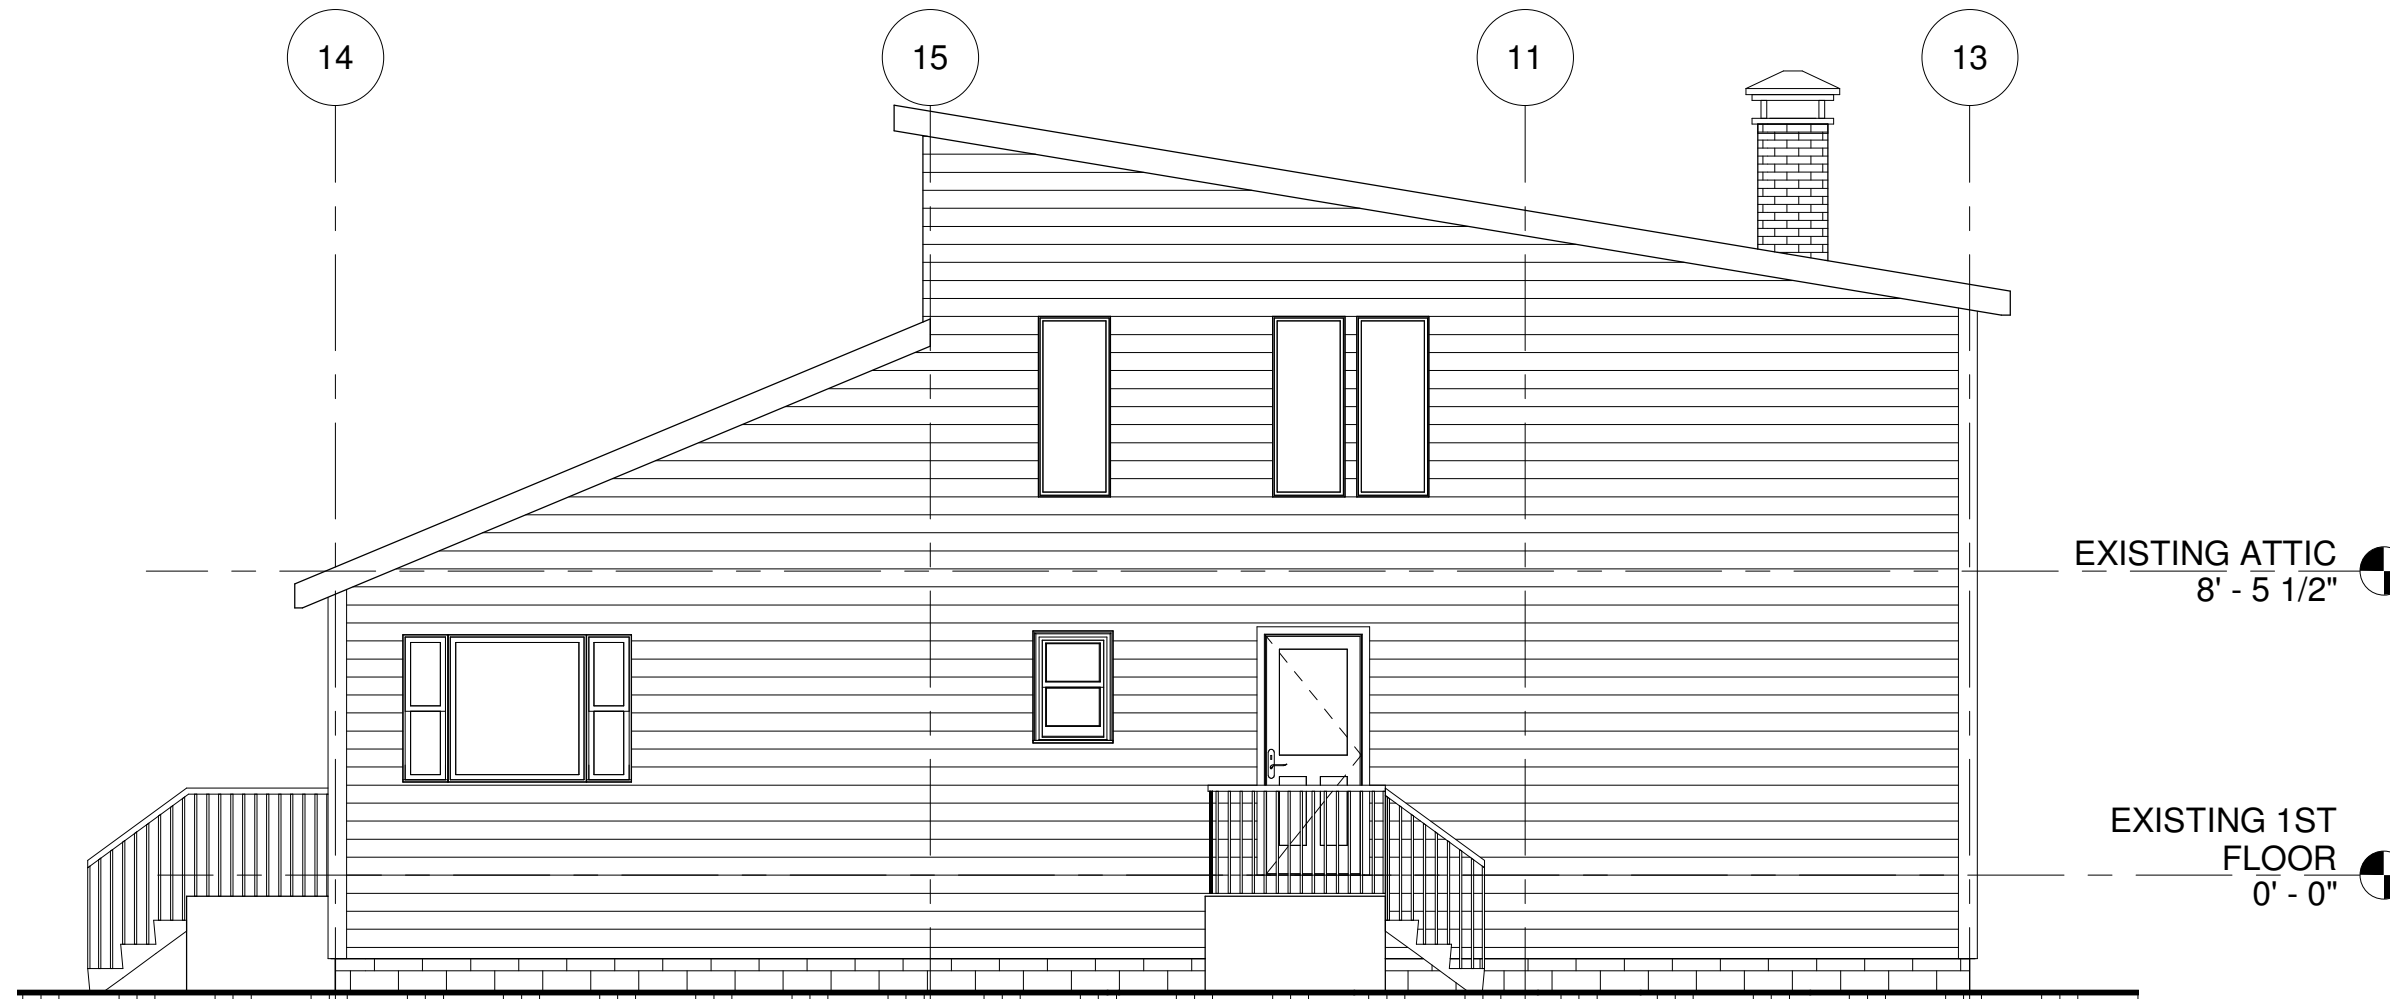 14
15
11
13
EXISTING ATTIC
8' - 5 1/2"
EXISTING 1ST
FLOOR
0' - 0"